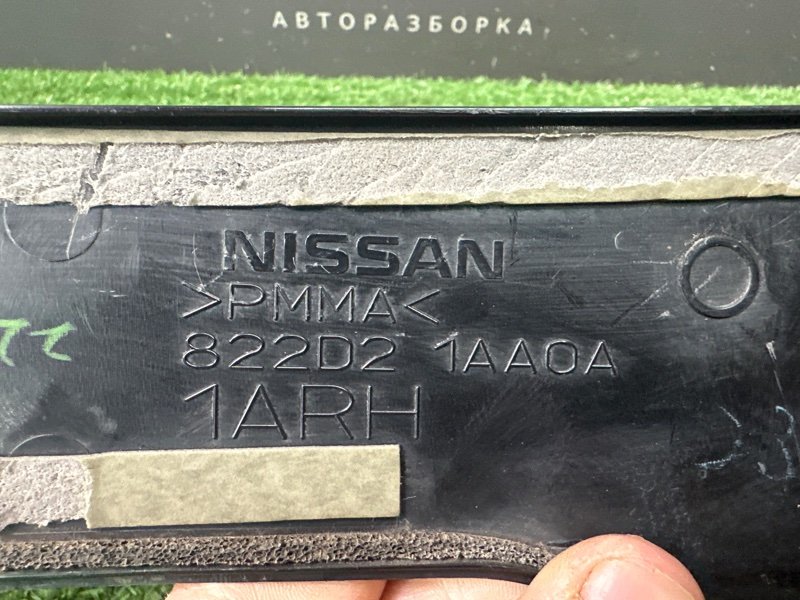 АВТОРАЗБОРКА
NISSAN
>PMMA<
822D2 1AA0A
1ARH